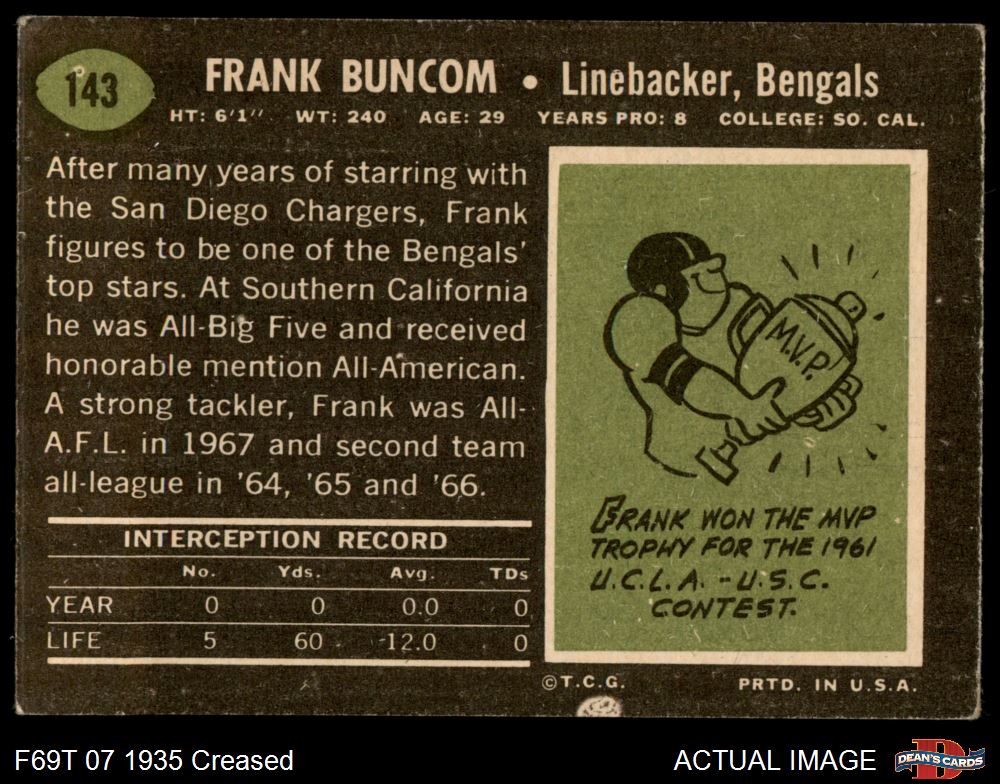 143
FRANK BUNCOM • Linebacker, Bengals
HT: 6'1" WT: 240 AGE: 29 YEARS PRO: 8 COLLEGE: SO. CAL.
After many years of starring with
the San Diego Chargers, Frank
figures to be one of the Bengals'
top stars. At Southern California
he was All-Big Five and received
honorable mention All-American.
A strong tackler, Frank was All-
A.F.L. in 1967 and second team
all-league in '64, '65 and '66.
INTERCEPTION RECORD
No. Yds. Avg. TDs
YEAR 0 0 0.0 0
LIFE 5 60 12.0 0
M.V.P.
FRANK WON THE MVP
TROPHY FOR THE 1961
U.C.L.A. - U.S.C.
CONTEST.
© T.C.G. PRTD. IN U.S.A.
F69T 07 1935 Creased
ACTUAL IMAGE
D
DEAN'S CARDS